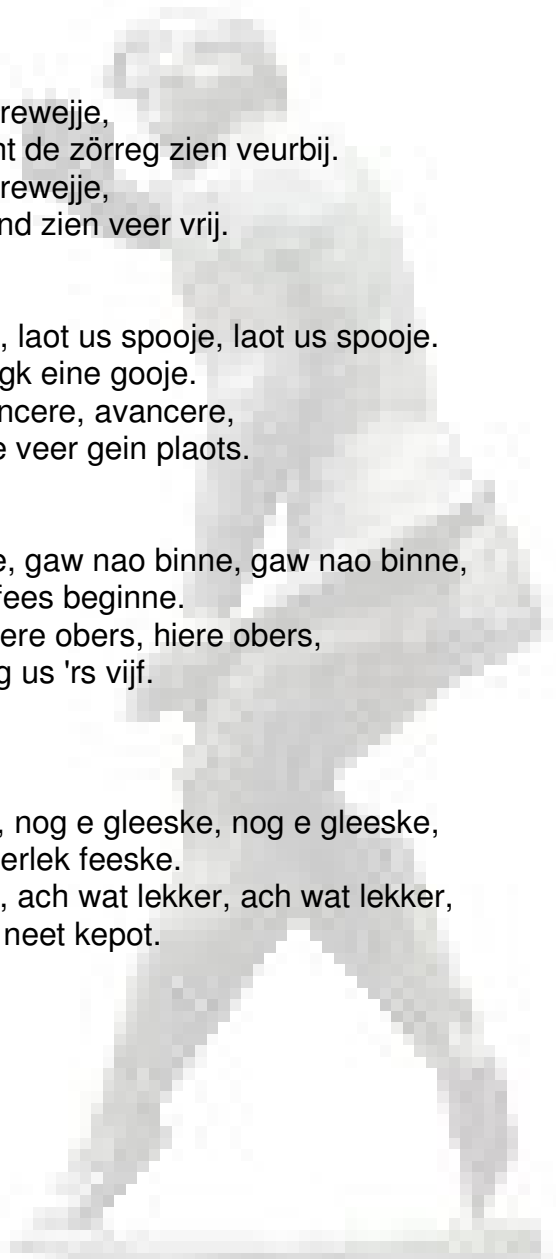 rewejje,
nt de zörreg zien veurbij.
rewejje,
nd zien veer vrij.
, laot us spooje, laot us spooje.
gk eine gooje.
ncere, avancere,
e veer gein plaots.
e, gaw nao binne, gaw nao binne,
fees beginne.
ere obers, hiere obers,
g us 'rs vijf.
, nog e gleeske, nog e gleeske,
erlek feeske.
, ach wat lekker, ach wat lekker,
neet kepot.